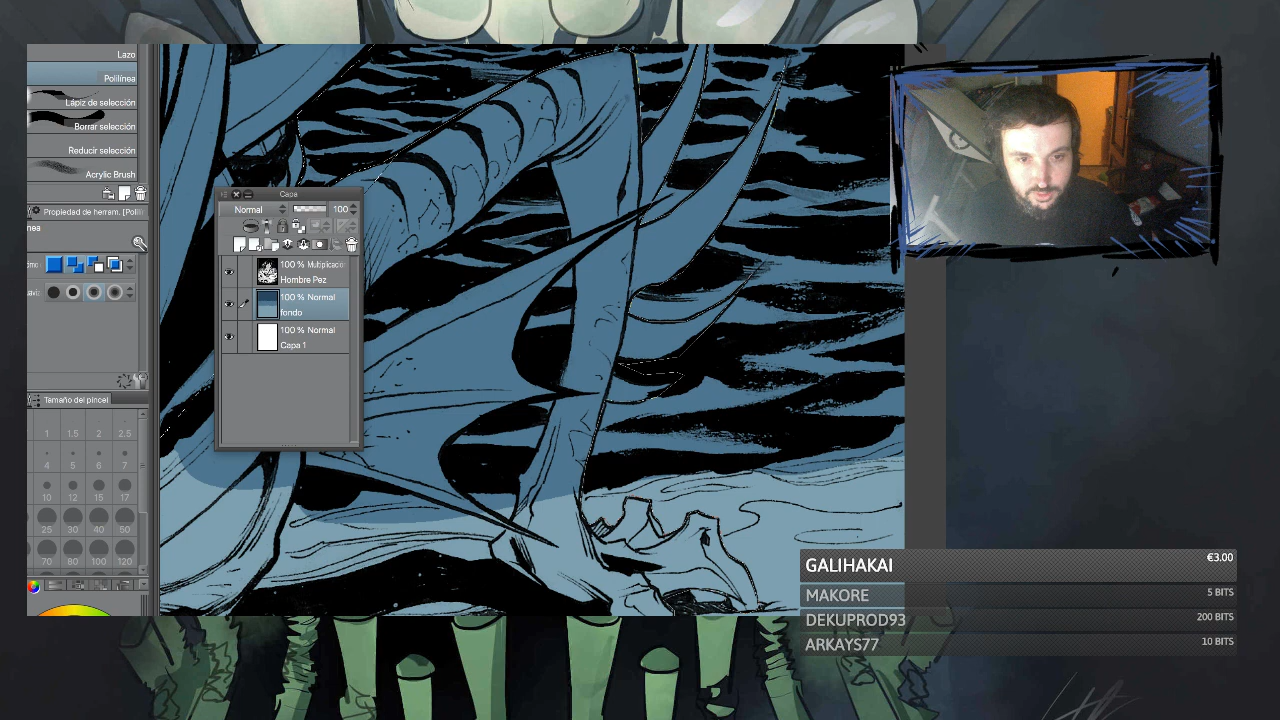 Lazo
Polilínea
Lápiz de selección
Borrar selección
Reducir selección
Acrylic Brush
Propiedad de herram. [Poli
nea
Tamaño del pincel
1 1.5 2 2.5
4 5 6 7
10 12 15 17
25 30 40 50
70 80 100 120
Capa
Normal 100
100 % Multiplicació
Hombre Pez
100 % Normal
fondo
100 % Normal
Capa 1
GALIHAKAI €3.00
MAKORE 5 BITS
DEKUPROD93 200 BITS
ARKAYS77 10 BITS